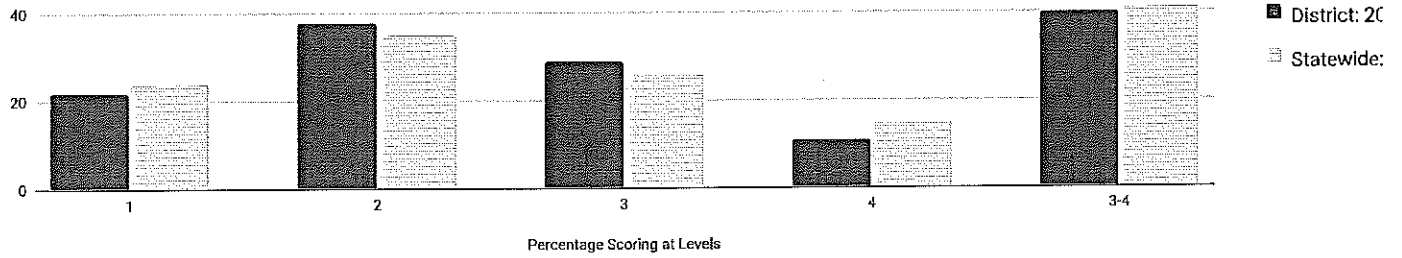 40
District: 20
Statewide:
20
0
1 2 3 4 3-4
Percentage Scoring at Levels